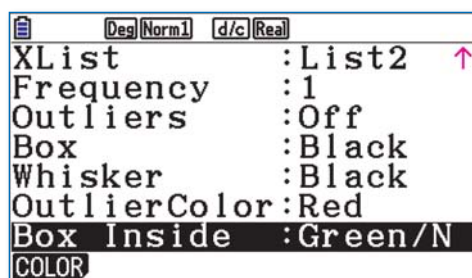 Deg Norm1 d/c Real
XList :List2 ↑
Frequency :1
Outliers :Off
Box :Black
Whisker :Black
OutlierColor:Red
Box Inside :Green/N
COLOR